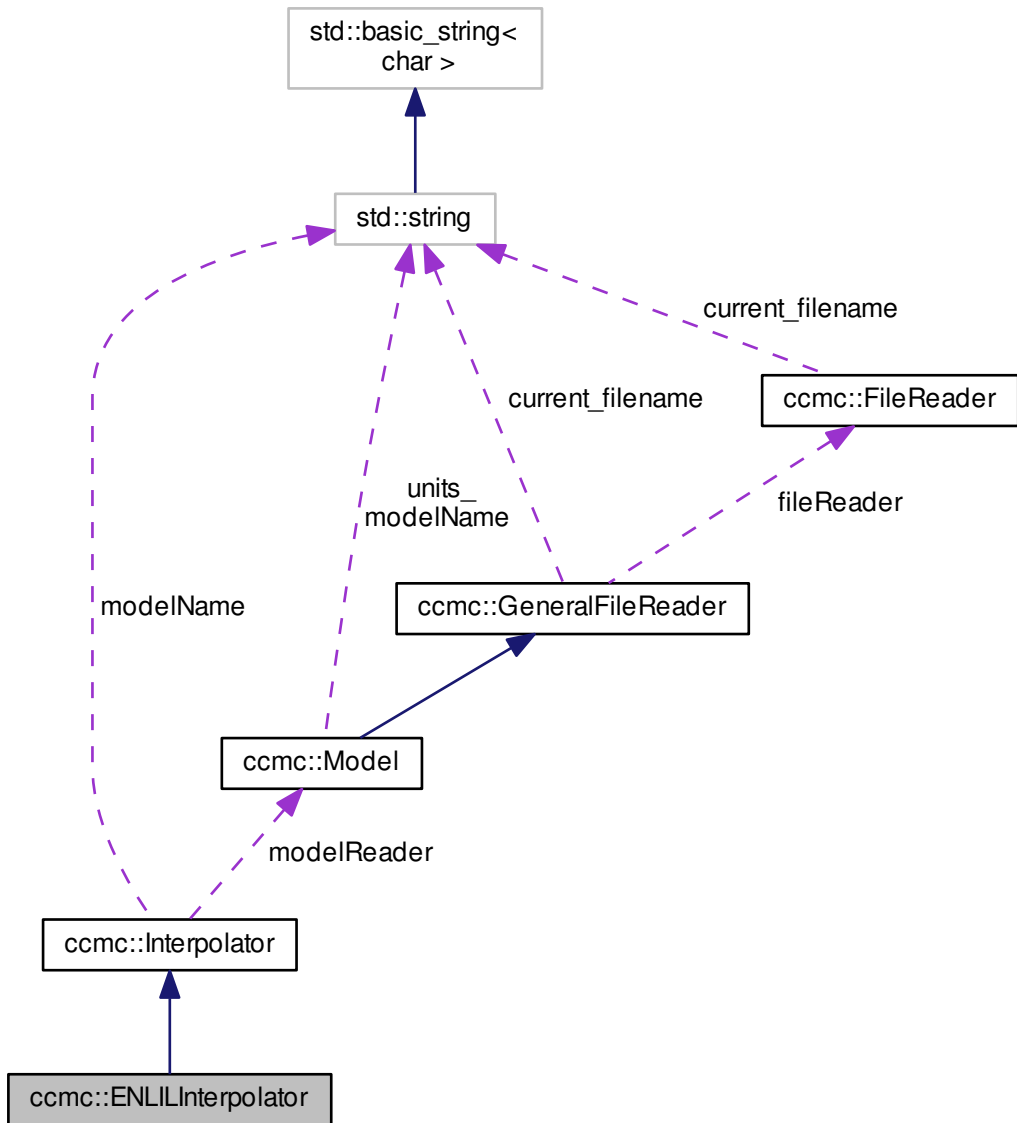 std::basic_string<
char >
std::string
current_filename
ccmc::FileReader
current_filename
units_
modelName
fileReader
ccmc::GeneralFileReader
modelName
ccmc::Model
modelReader
ccmc::Interpolator
ccmc::ENLILInterpolator